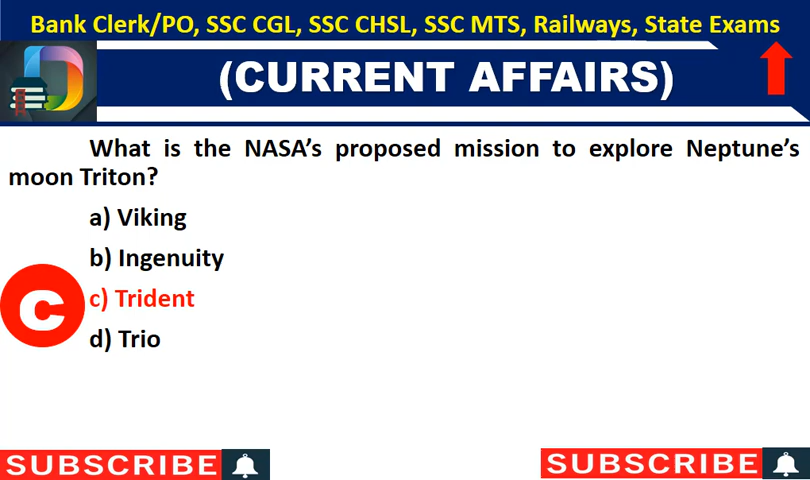 Bank Clerk/PO, SSC CGL, SSC CHSL, SSC MTS, Railways, State Exams
(CURRENT AFFAIRS)
What is the NASA’s proposed mission to explore Neptune’s
moon Triton?
a) Viking
b) Ingenuity
C
c) Trident
d) Trio
SUBSCRIBE
SUBSCRIBE